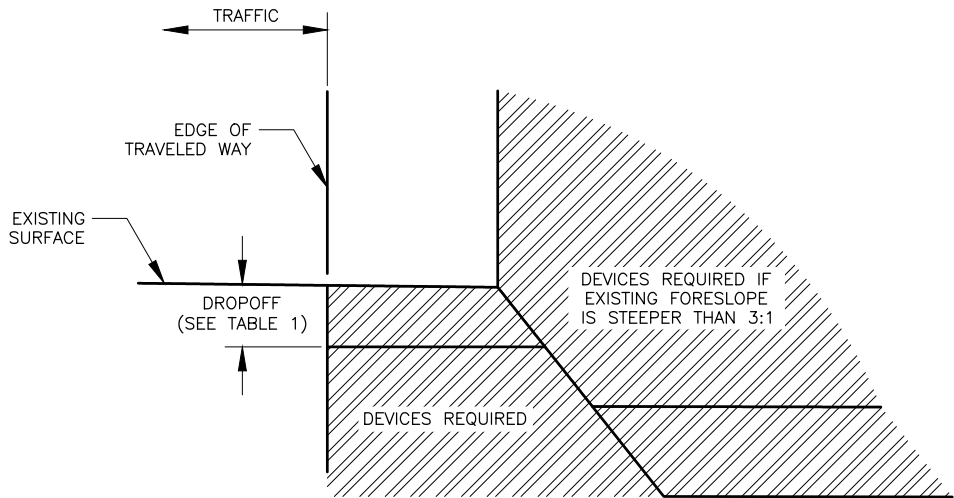 TRAFFIC
EDGE OF
TRAVELED WAY
EXISTING
SURFACE
DROPOFF
(SEE TABLE 1)
DEVICES REQUIRED IF
EXISTING FORESLOPE
IS STEEPER THAN 3:1
DEVICES REQUIRED